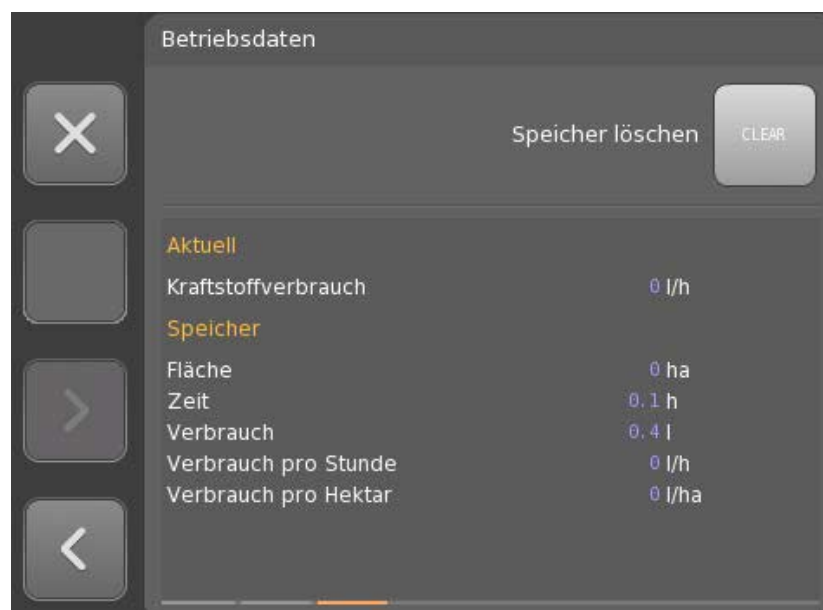 Betriebsdaten
Speicher löschen CLEAR
Aktuell
Kraftstoffverbrauch 0 l/h
Speicher
Fläche 0 ha
Zeit 0.1 h
Verbrauch 0.4 l
Verbrauch pro Stunde 0 l/h
Verbrauch pro Hektar 0 l/ha